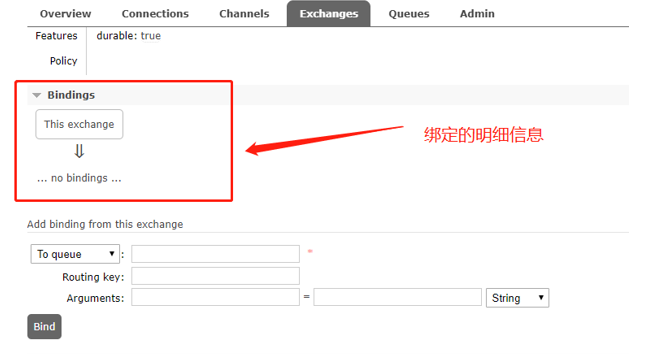 Overview Connections Channels Exchanges Queues Admin
Features durable: true
Policy
Bindings
This exchange
⇓
... no bindings ...
绑定的明细信息
Add binding from this exchange
To queue : *
Routing key:
Arguments: = String
Bind